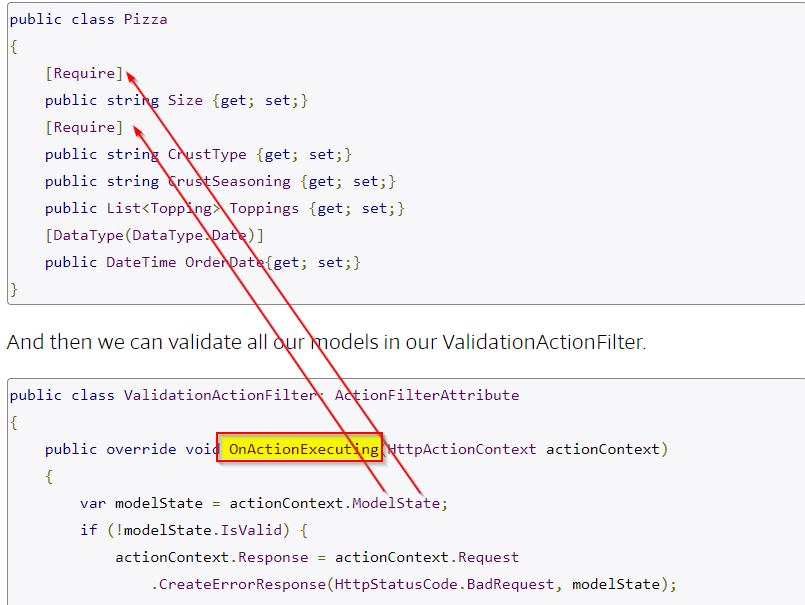 public class Pizza
{
[Require]
public string Size {get; set;}
[Require]
public string CrustType {get; set;}
public string CrustSeasoning {get; set;}
public List<Topping> Toppings {get; set;}
[DataType(DataType.Date)]
public DateTime OrderDate{get; set;}
}
And then we can validate all our models in our ValidationActionFilter.
public class ValidationActionFilter: ActionFilterAttribute
{
public override void OnActionExecuting(HttpActionContext actionContext)
{
var modelState = actionContext.ModelState;
if (!modelState.IsValid) {
actionContext.Response = actionContext.Request
.CreateErrorResponse(HttpStatusCode.BadRequest, modelState);